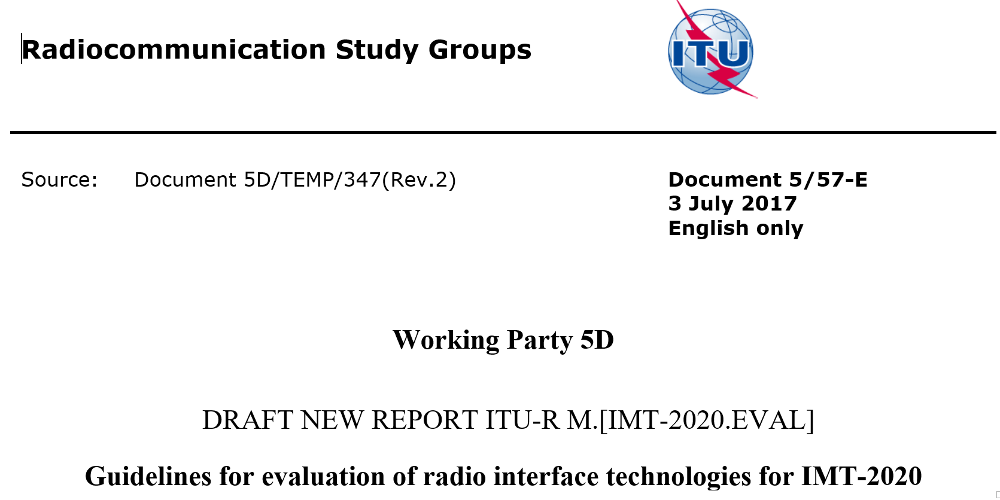 Radiocommunication Study Groups
ITU
Source: Document 5D/TEMP/347(Rev.2)
Document 5/57-E
3 July 2017
English only
Working Party 5D
DRAFT NEW REPORT ITU-R M.[IMT-2020.EVAL]
Guidelines for evaluation of radio interface technologies for IMT-2020